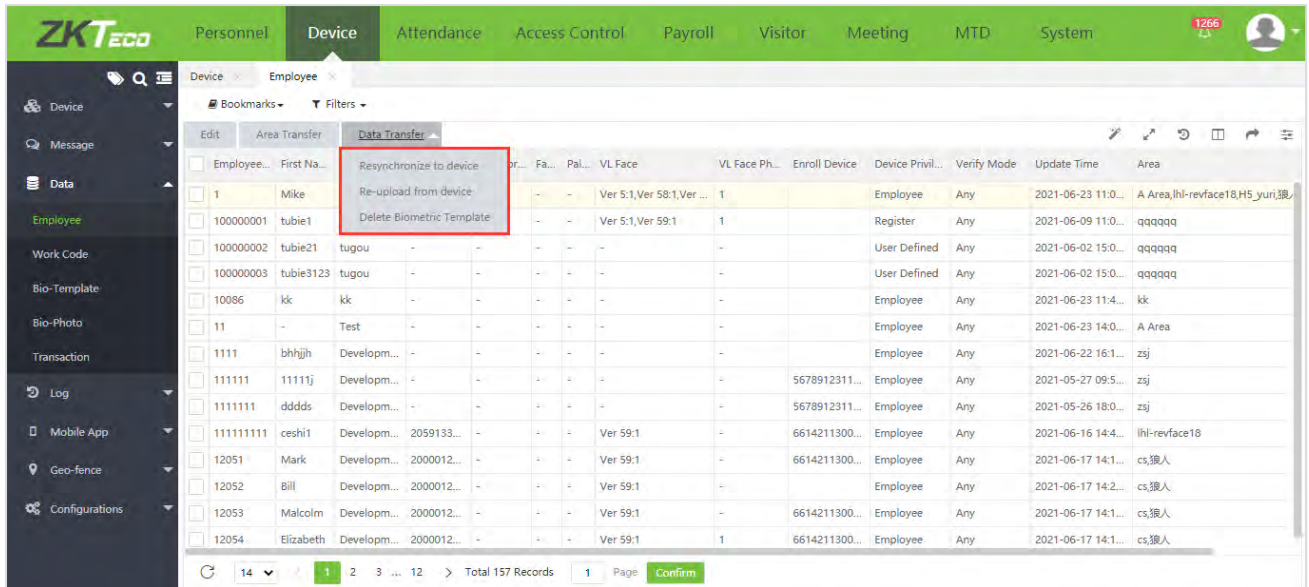 ZKTeco Personnel Device Attendance Access Control Payroll Visitor Meeting MTD System 1266
Device Employee
Device
Bookmarks Filters
Message
Edit Area Transfer Data Transfer
Data
Employee... First Na... or... Fa... Pal... VL Face VL Face Ph... Enroll Device Device Privil... Verify Mode Update Time Area
Resynchronize to device
Re-upload from device
Delete Biometric Template
1 Mike - - Ver 5:1,Ver 58:1,Ver ... 1 Employee Any 2021-06-23 11:0... A Area,lhl-revface18,H5_yuri,狼
Employee
100000001 tubie1 - - Ver 5:1,Ver 59:1 1 Register Any 2021-06-09 11:0... qqqqqq
100000002 tubie21 tugou - - - - - - User Defined Any 2021-06-02 15:0... qqqqqq
Work Code
100000003 tubie3123 tugou - - - - - - User Defined Any 2021-06-02 15:0... qqqqqq
Bio-Template
10086 kk kk - - - - - - Employee Any 2021-06-23 11:4... kk
Bio-Photo
11 - Test - - - - - - Employee Any 2021-06-23 14:0... A Area
Transaction
1111 bhhjjh Developm... - - - - - - Employee Any 2021-06-22 16:1... zsj
111111 11111j Developm... - - - - - - 5678912311... Employee Any 2021-05-27 09:5... zsj
Log
1111111 dddds Developm... - - - - - - 5678912311... Employee Any 2021-05-26 18:0... zsj
Mobile App
111111111 ceshi1 Developm... 2059133... - - - Ver 59:1 - 6614211300... Employee Any 2021-06-16 14:4... lhl-revface18
Geo-fence
12051 Mark Developm... 2000012... - - - Ver 59:1 - 6614211300... Employee Any 2021-06-17 14:1... cs,狼人
12052 Bill Developm... 2000012... - - - Ver 59:1 - Employee Any 2021-06-17 14:2... cs,狼人
Configurations
12053 Malcolm Developm... 2000012... - - - Ver 59:1 - 6614211300... Employee Any 2021-06-17 14:1... cs,狼人
12054 Elizabeth Developm... 2000012... - - - Ver 59:1 1 6614211300... Employee Any 2021-06-17 14:1... cs,狼人
14 1 2 3 ... 12 > Total 157 Records 1 Page Confirm